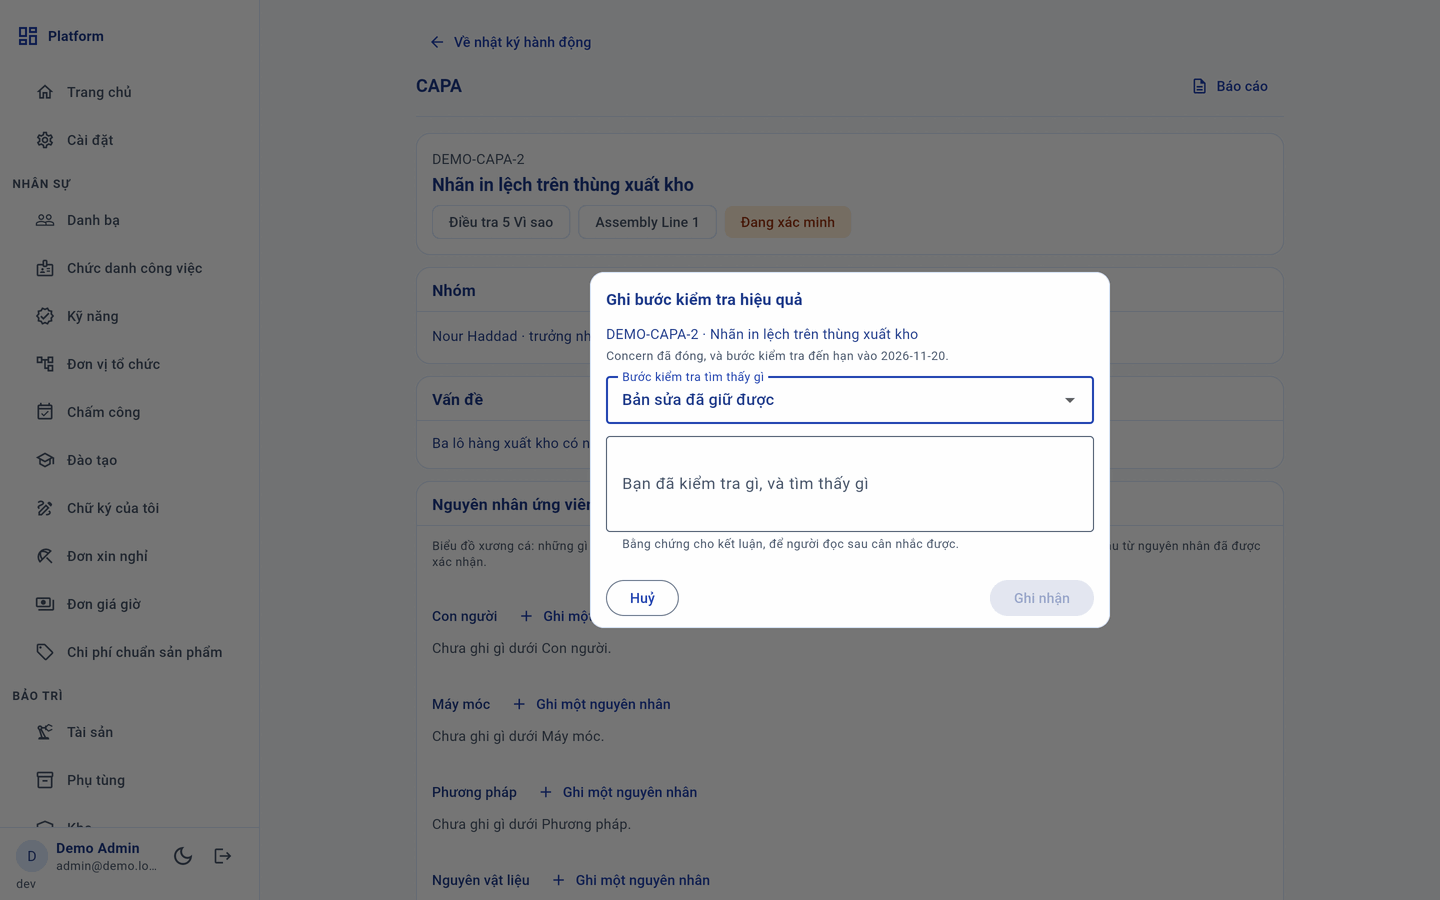 Platform
Trang chủ
Cài đặt
NHÂN SỰ
Danh bạ
Chức danh công việc
Kỹ năng
Đơn vị tổ chức
Chấm công
Đào tạo
Chữ ký của tôi
Đơn xin nghỉ
Đơn giá giờ
Chi phí chuẩn sản phẩm
BẢO TRÌ
Tài sản
Phụ tùng
D
Demo Admin
admin@demo.lo...
dev
Về nhật ký hành động
CAPA
Báo cáo
DEMO-CAPA-2
Nhãn in lệch trên thùng xuất kho
Điều tra 5 Vì sao
Assembly Line 1
Đang xác minh
Nhóm
Nour Haddad · trưởng nh
Vấn đề
Ba lô hàng xuất kho có n
Nguyên nhân ứng viên
Biểu đồ xương cá: những gì
từ nguyên nhân đã được
xác nhận.
Con người
Ghi một
Chưa ghi gì dưới Con người.
Máy móc
Ghi một nguyên nhân
Chưa ghi gì dưới Máy móc.
Phương pháp
Ghi một nguyên nhân
Chưa ghi gì dưới Phương pháp.
Nguyên vật liệu
Ghi một nguyên nhân
Ghi bước kiểm tra hiệu quả
DEMO-CAPA-2 · Nhãn in lệch trên thùng xuất kho
Concern đã đóng, và bước kiểm tra đến hạn vào 2026-11-20.
Bước kiểm tra tìm thấy gì
Bản sửa đã giữ được
Bạn đã kiểm tra gì, và tìm thấy gì
Bằng chứng cho kết luận, để người đọc sau cân nhắc được.
Huỷ
Ghi nhận